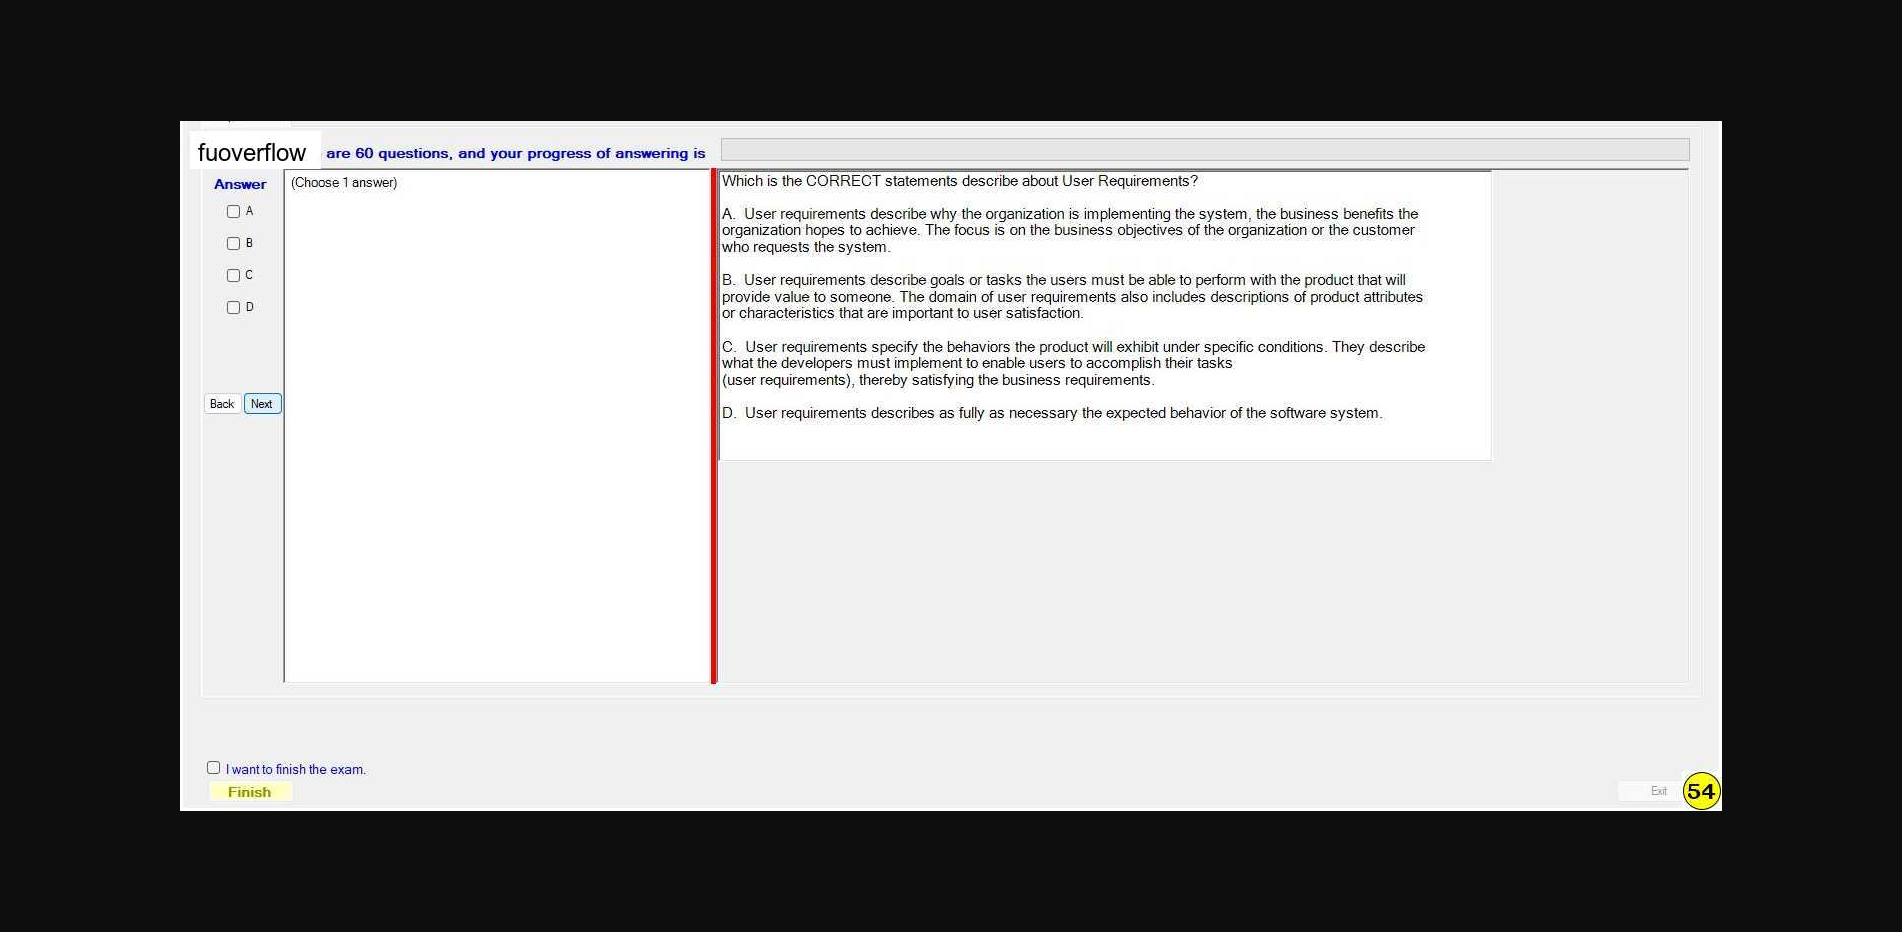 fuoverflow are 60 questions, and your progress of answering is
Answer
(Choose 1 answer)
A
B
C
D
Back Next
Which is the CORRECT statements describe about User Requirements?
A. User requirements describe why the organization is implementing the system, the business benefits the
organization hopes to achieve. The focus is on the business objectives of the organization or the customer
who requests the system.
B. User requirements describe goals or tasks the users must be able to perform with the product that will
provide value to someone. The domain of user requirements also includes descriptions of product attributes
or characteristics that are important to user satisfaction.
C. User requirements specify the behaviors the product will exhibit under specific conditions. They describe
what the developers must implement to enable users to accomplish their tasks
(user requirements), thereby satisfying the business requirements.
D. User requirements describes as fully as necessary the expected behavior of the software system.
I want to finish the exam.
Finish
Exit
54